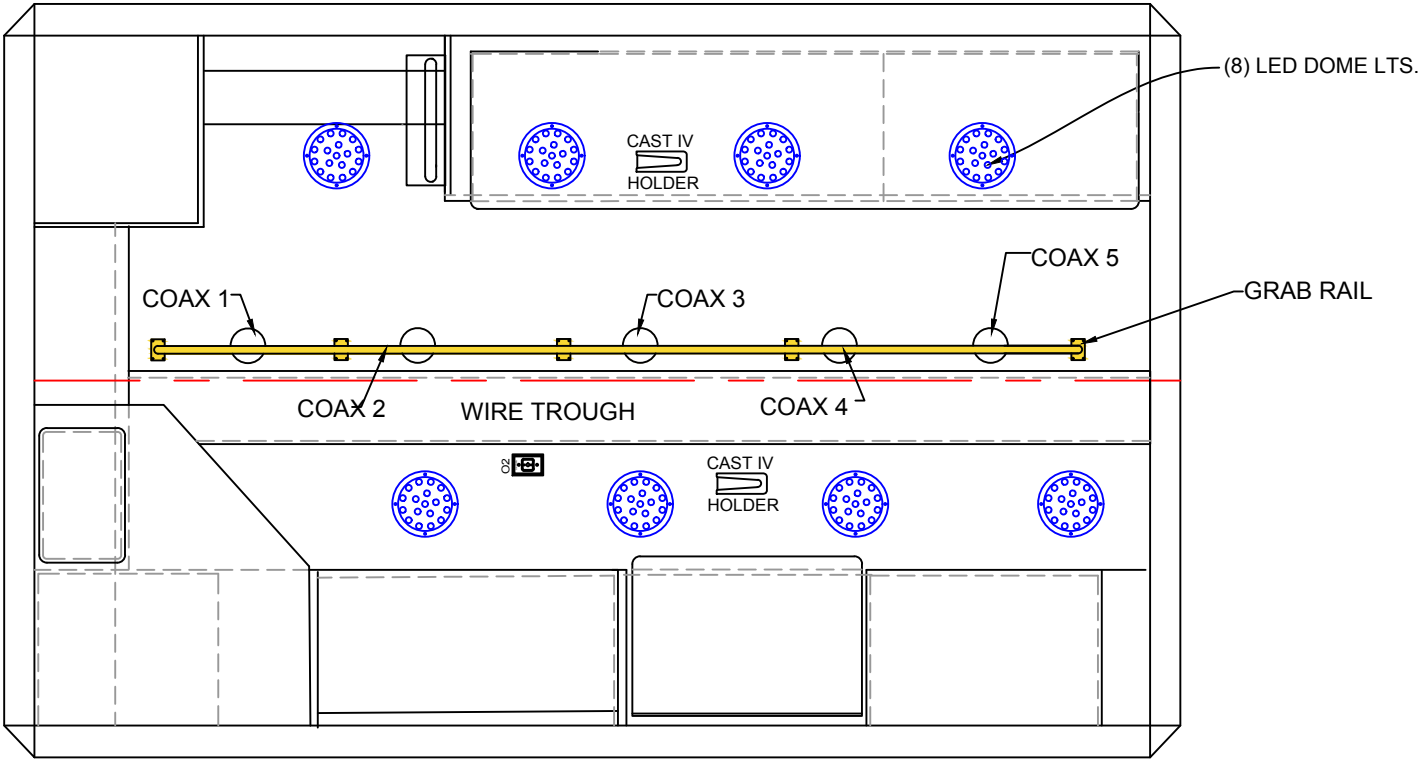 (8) LED DOME LTS.
CAST IV
HOLDER
COAX 5
COAX 1
COAX 3
GRAB RAIL
COAX 2
WIRE TROUGH
COAX 4
O2
CAST IV
HOLDER